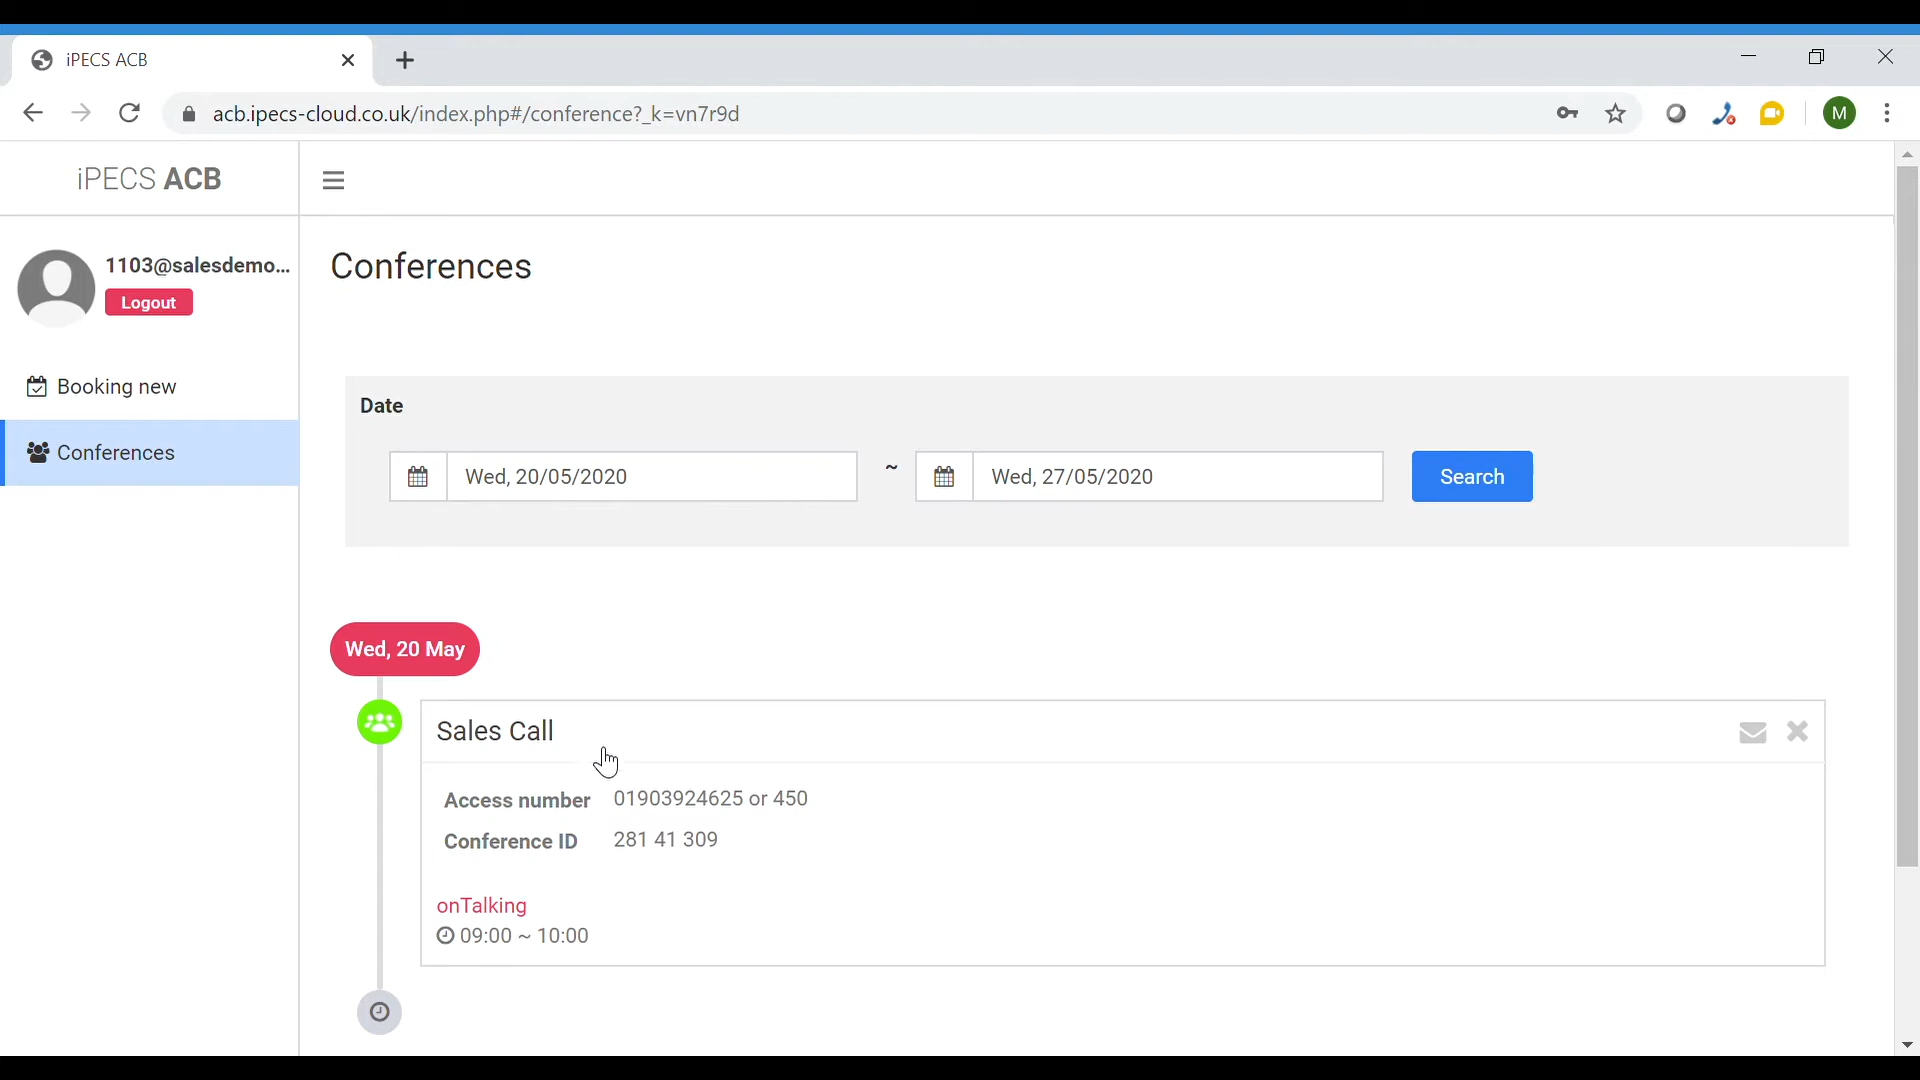 iPECS ACB
acb.ipecs-cloud.co.uk/index.php#/conference?_k=vn7r9d
M
iPECS ACB
1103@salesdemo...
Logout
Booking new
Conferences
Conferences
Date
Wed, 20/05/2020 ~ Wed, 27/05/2020 Search
Wed, 20 May
Sales Call
Access number 01903924625 or 450
Conference ID 281 41 309
onTalking
09:00 ~ 10:00